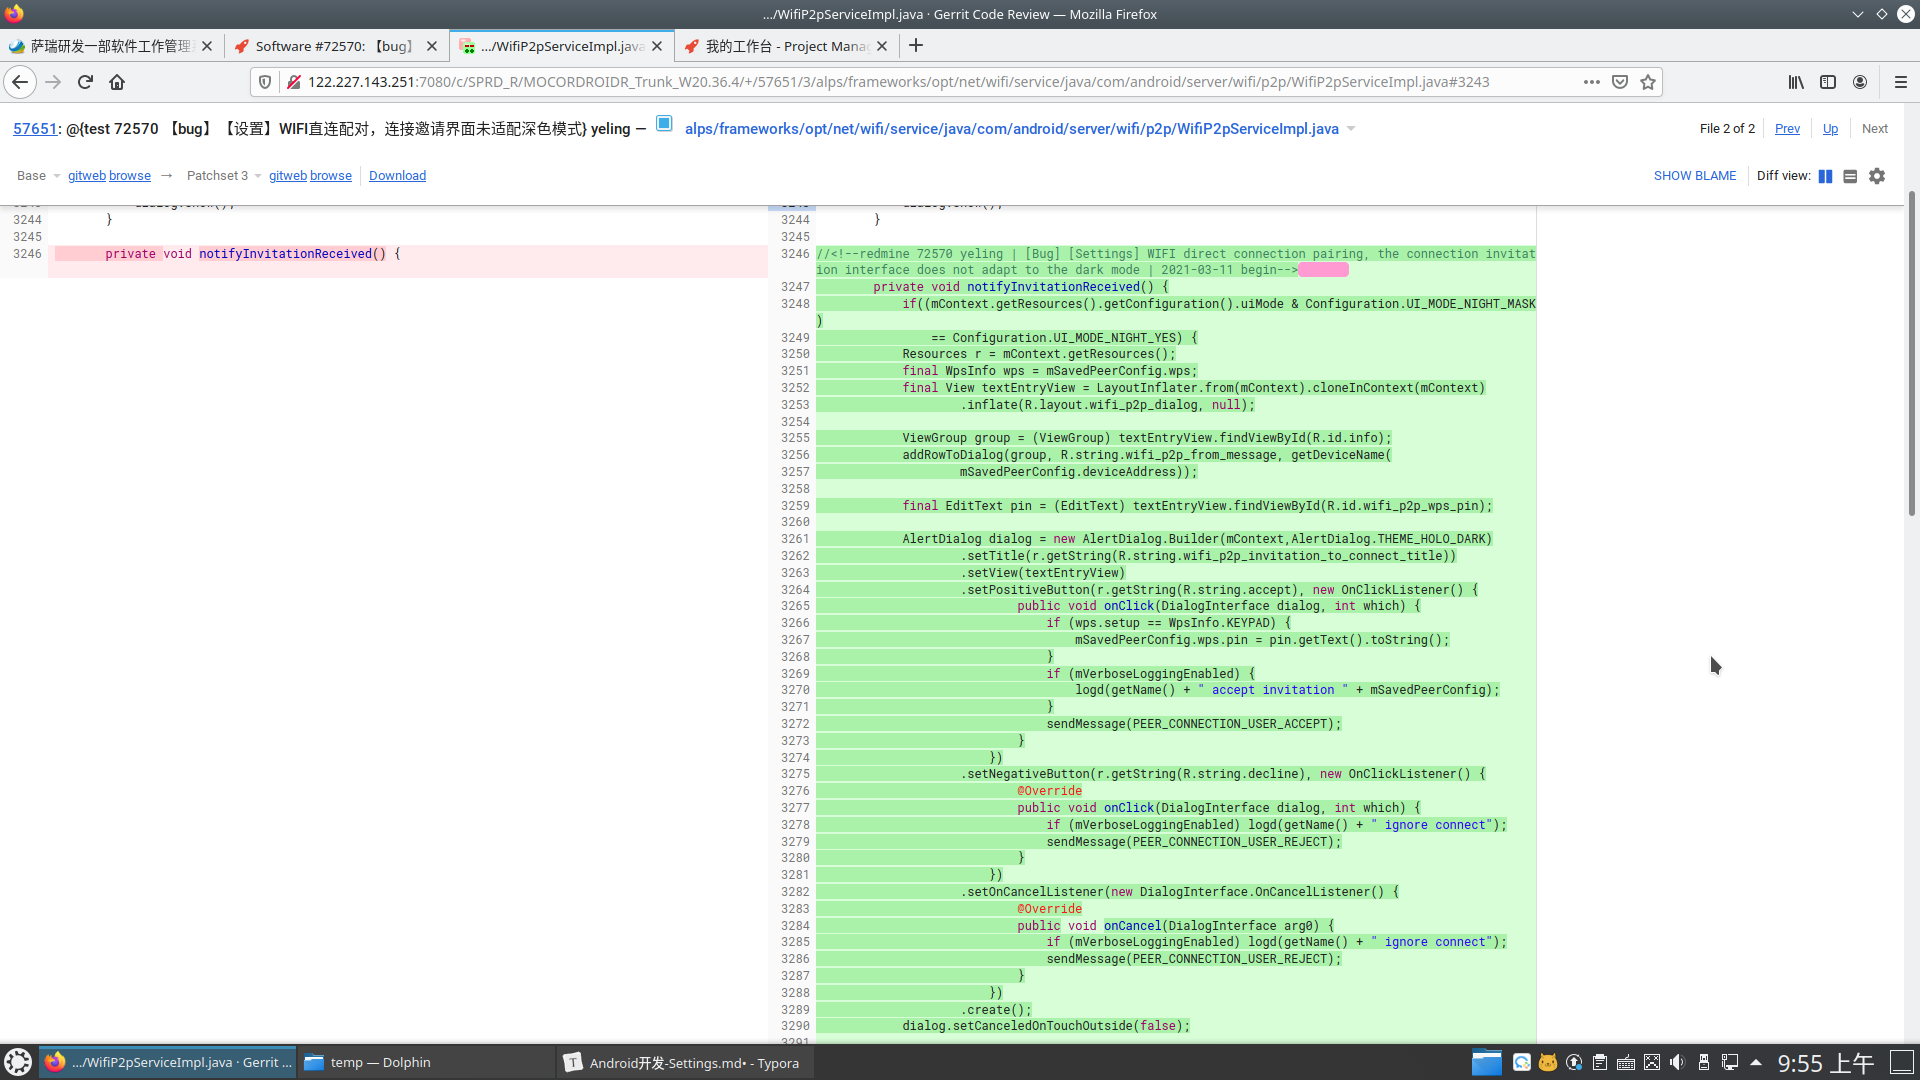 .../WifiP2pServiceImpl.java · Gerrit Code Review — Mozilla Firefox
萨瑞研发一部软件工作管理
Software #72570: 【bug】
.../WifiP2pServiceImpl.java
我的工作台 - Project Mana
122.227.143.251:7080/c/SPRD_R/MOCORDROIDR_Trunk_W20.36.4/+/57651/3/alps/frameworks/opt/net/wifi/service/java/com/android/server/wifi/p2p/WifiP2pServiceImpl.java#3243
57651: @{test 72570 【bug】【设置】WIFI直连配对，连接邀请界面未适配深色模式} yeling — alps/frameworks/opt/net/wifi/service/java/com/android/server/wifi/p2p/WifiP2pServiceImpl.java
File 2 of 2 Prev Up Next
Base gitweb browse → Patchset 3 gitweb browse Download
SHOW BLAME Diff view:
3244 }
3245
3246 private void notifyInvitationReceived() {
3244 }
3245
3246 //<!--redmine 72570 yeling | [Bug] [Settings] WIFI direct connection pairing, the connection invitat
ion interface does not adapt to the dark mode | 2021-03-11 begin-->
3247 private void notifyInvitationReceived() {
3248 if((mContext.getResources().getConfiguration().uiMode & Configuration.UI_MODE_NIGHT_MASK
)
3249 == Configuration.UI_MODE_NIGHT_YES) {
3250 Resources r = mContext.getResources();
3251 final WpsInfo wps = mSavedPeerConfig.wps;
3252 final View textEntryView = LayoutInflater.from(mContext).cloneInContext(mContext)
3253 .inflate(R.layout.wifi_p2p_dialog, null);
3254
3255 ViewGroup group = (ViewGroup) textEntryView.findViewById(R.id.info);
3256 addRowToDialog(group, R.string.wifi_p2p_from_message, getDeviceName(
3257 mSavedPeerConfig.deviceAddress));
3258
3259 final EditText pin = (EditText) textEntryView.findViewById(R.id.wifi_p2p_wps_pin);
3260
3261 AlertDialog dialog = new AlertDialog.Builder(mContext,AlertDialog.THEME_HOLO_DARK)
3262 .setTitle(r.getString(R.string.wifi_p2p_invitation_to_connect_title))
3263 .setView(textEntryView)
3264 .setPositiveButton(r.getString(R.string.accept), new OnClickListener() {
3265 public void onClick(DialogInterface dialog, int which) {
3266 if (wps.setup == WpsInfo.KEYPAD) {
3267 mSavedPeerConfig.wps.pin = pin.getText().toString();
3268 }
3269 if (mVerboseLoggingEnabled) {
3270 logd(getName() + " accept invitation " + mSavedPeerConfig);
3271 }
3272 sendMessage(PEER_CONNECTION_USER_ACCEPT);
3273 }
3274 })
3275 .setNegativeButton(r.getString(R.string.decline), new OnClickListener() {
3276 @Override
3277 public void onClick(DialogInterface dialog, int which) {
3278 if (mVerboseLoggingEnabled) logd(getName() + " ignore connect");
3279 sendMessage(PEER_CONNECTION_USER_REJECT);
3280 }
3281 })
3282 .setOnCancelListener(new DialogInterface.OnCancelListener() {
3283 @Override
3284 public void onCancel(DialogInterface arg0) {
3285 if (mVerboseLoggingEnabled) logd(getName() + " ignore connect");
3286 sendMessage(PEER_CONNECTION_USER_REJECT);
3287 }
3288 })
3289 .create();
3290 dialog.setCanceledOnTouchOutside(false);
.../WifiP2pServiceImpl.java · Gerrit ...
temp — Dolphin
Android开发-Settings.md• - Typora
9:55 上午